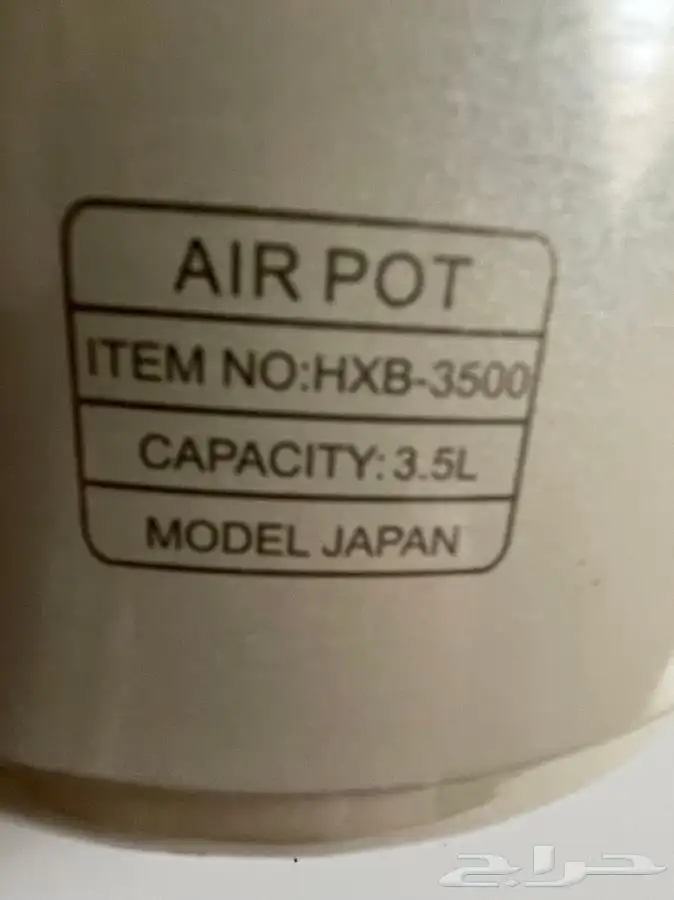 AIR POT
ITEM NO:HXB-3500
CAPACITY: 3.5L
MODEL JAPAN
حراج